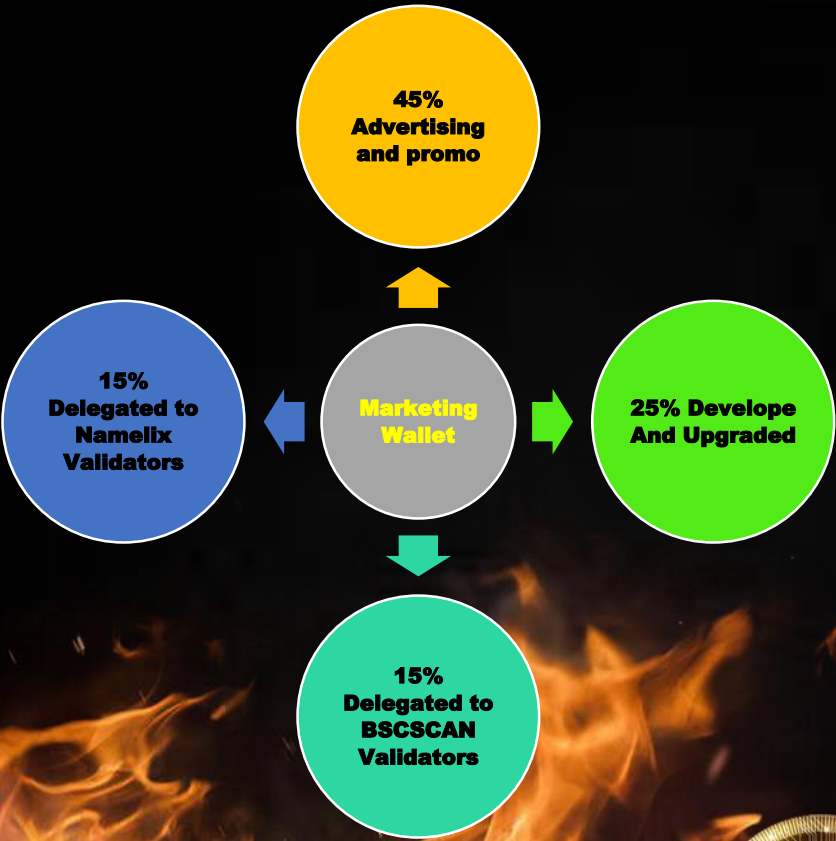 45%
Advertising
and promo
15%
Delegated to
Namelix
Validators
Marketing
Wallet
25% Develope
And Upgraded
15%
Delegated to
BSCSCAN
Validators